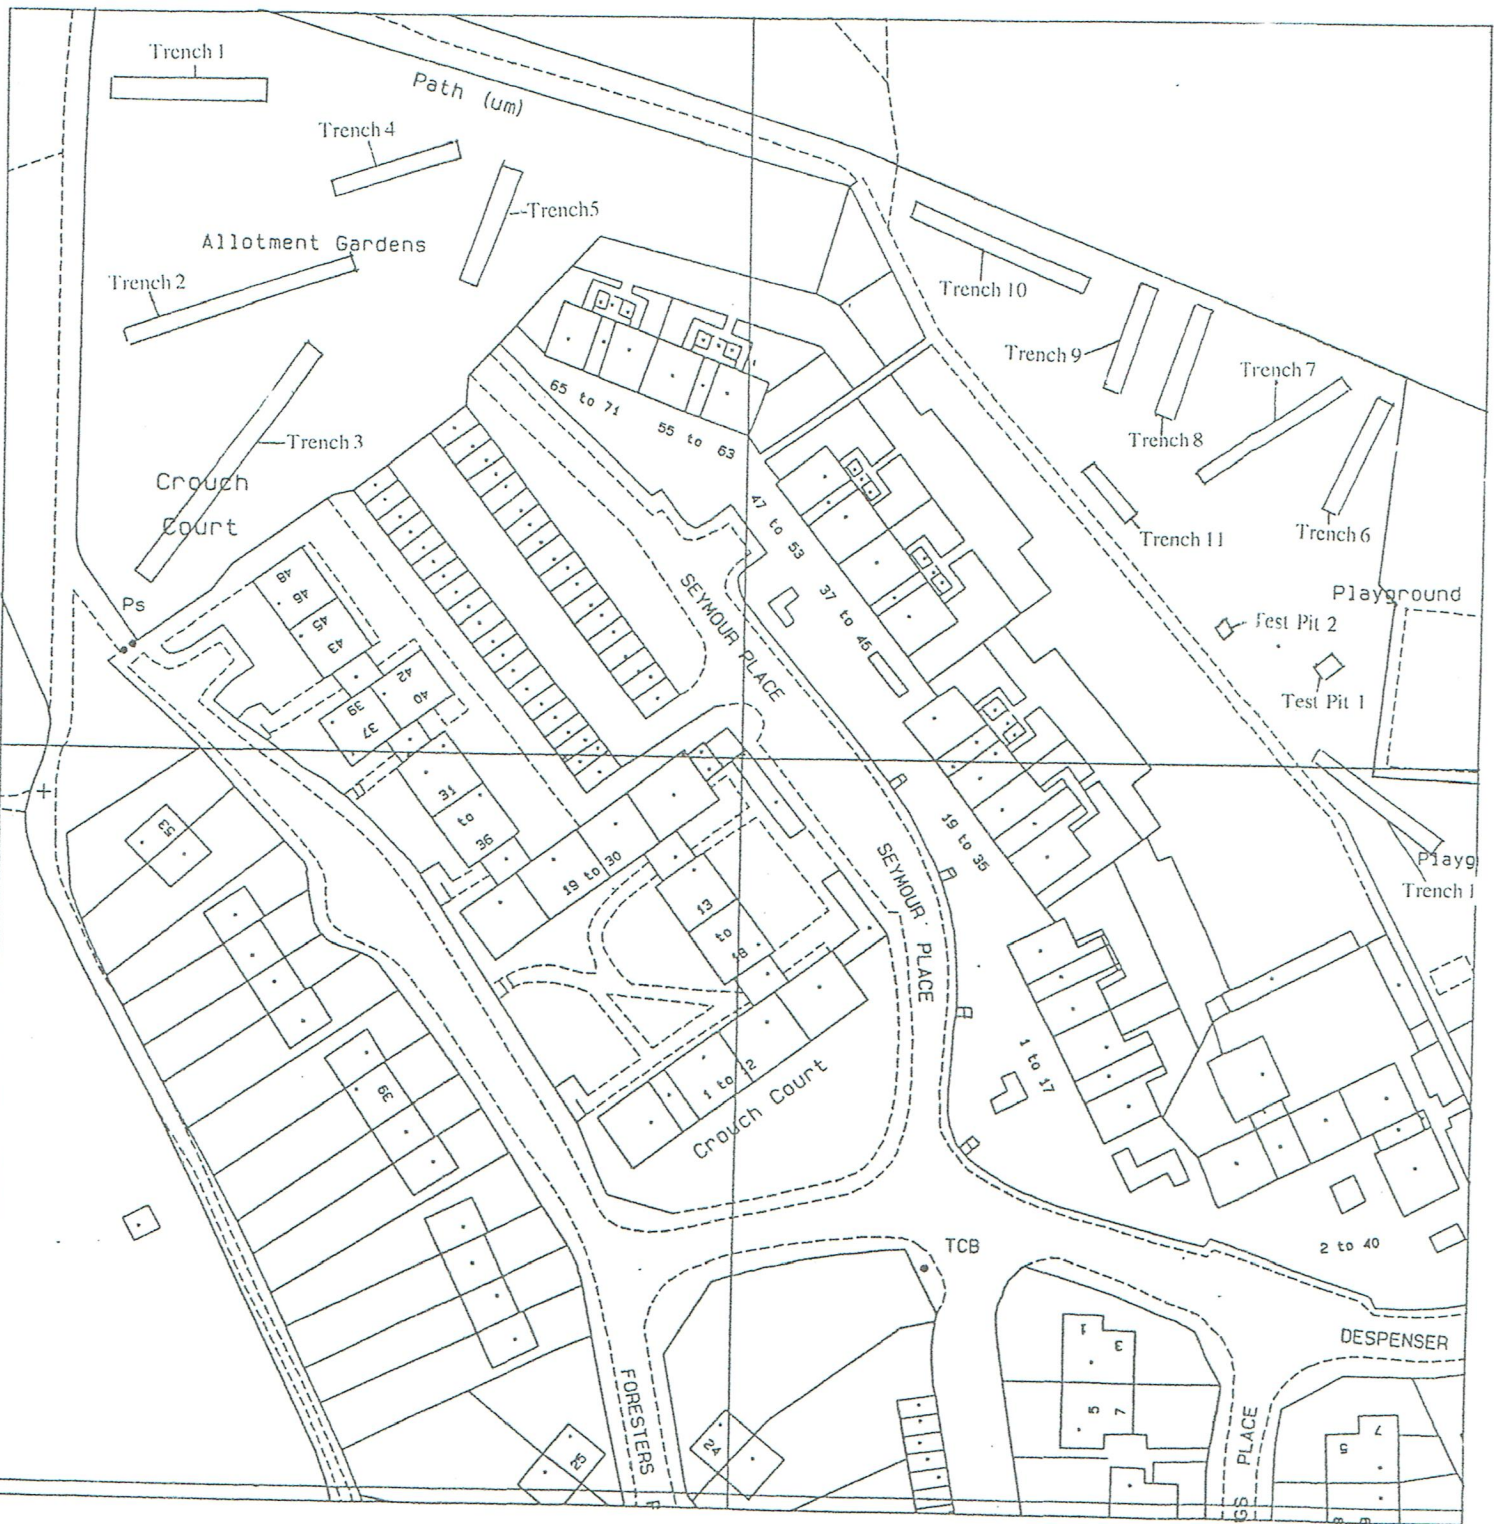 Trench 1
Path (um)
Trench 4
Trench5
Allotment Gardens
Trench 2
Trench 10
Trench 9
Trench 7
Trench 8
Trench 3
65 to 71
55 to 63
Crouch
Court
47 to 53
Trench 11
Trench 6
Ps
48
46
45
43
SEYMOUR PLACE
37 to 45
Playground
Test Pit 2
Test Pit 1
42
40
39
37
31
to
36
53
19 to 30
19 to 35
SEYMOUR PLACE
Playg
Trench 1
13
to
18
39
1 to 12
Crouch Court
1 to 17
TCB
2 to 40
DESPENSER
1
3
5
7
FORESTERS
24
25
GS PLACE
7
5